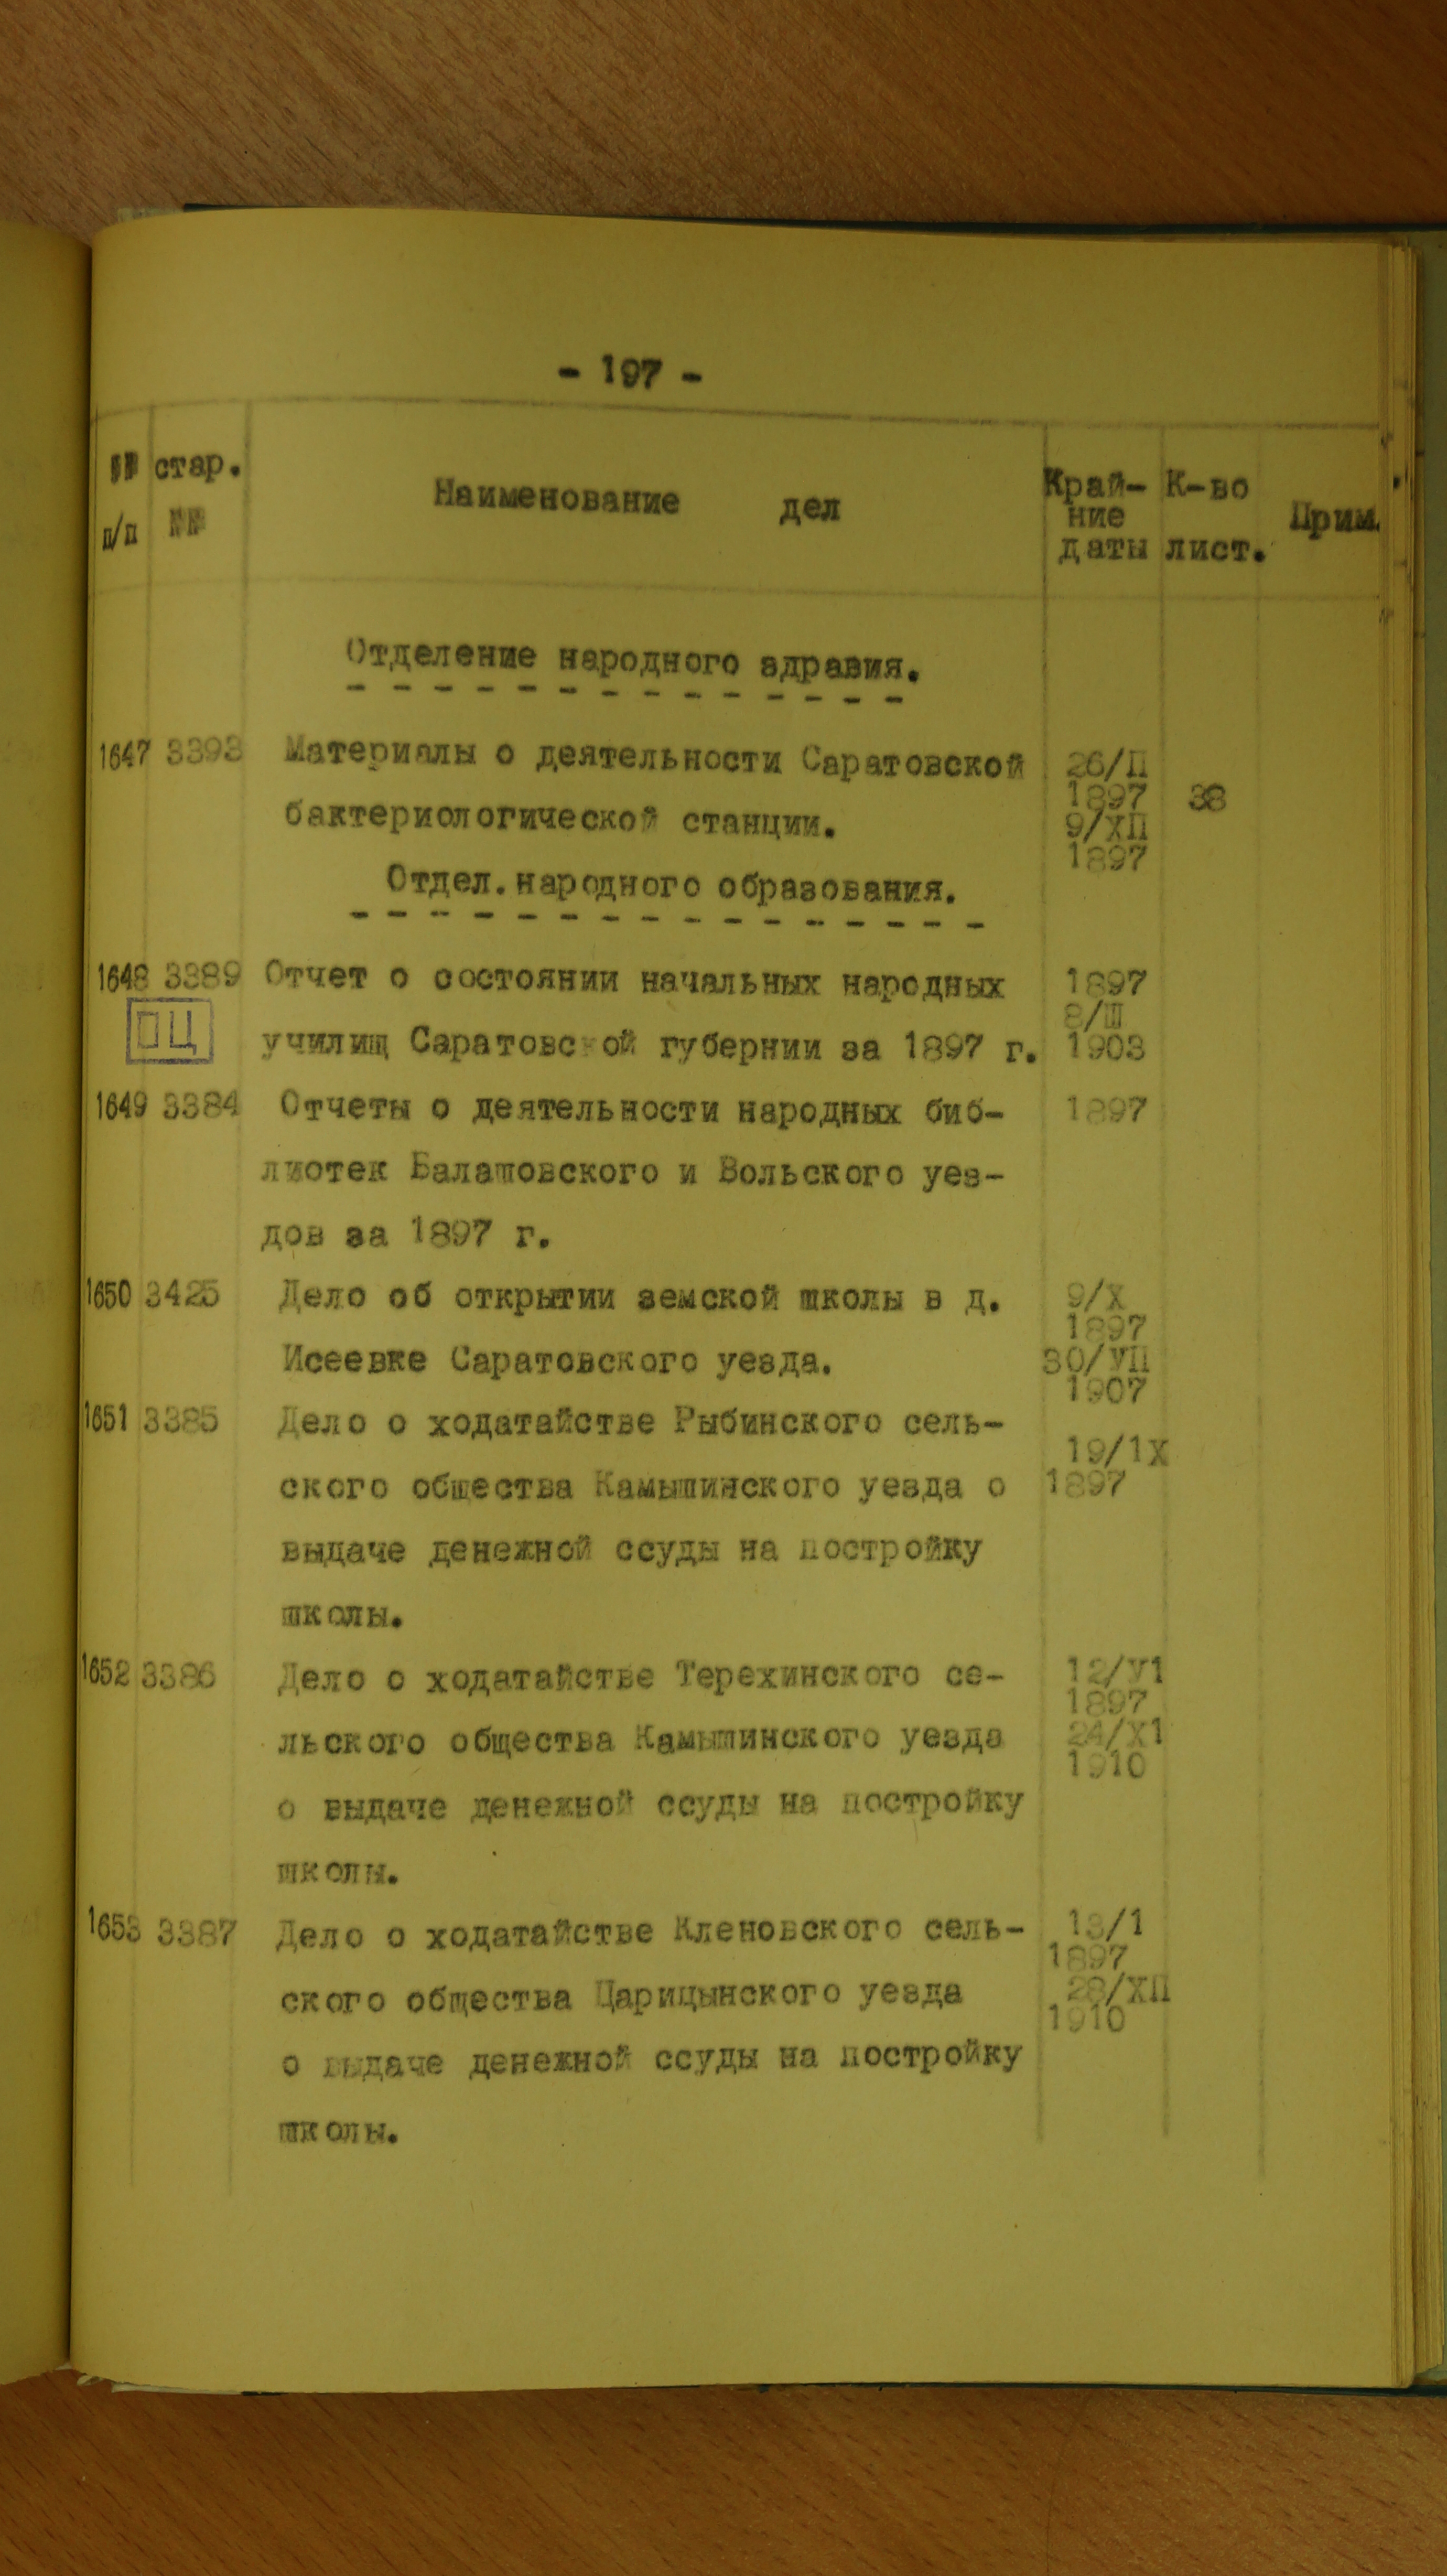 - 197 -
№№ стар. Наименование дел Край- К-во Прим.
п/п №№ ние
даты лист.
Отделение народного здравия.
1647 3393 Материалы о деятельности Саратовской 26/II
1897 38
бактериологической станции. 9/XII
1897
Отдел. народного образования.
1648 3389 Отчет о состоянии начальных народных 1897
ОЦ 8/III
училищ Саратовской губернии за 1897 г. 1903
1649 3384 Отчеты о деятельности народных биб- 1897
лиотек Балашовского и Вольского уез-
дов за 1897 г.
1650 3425 Дело об открытии земской школы в д. 9/X
1897
Исеевке Саратовского уезда. 30/УII
1907
1651 3385 Дело о ходатайстве Рыбинского сель-
19/1X
ского общества Камышинского уезда о 1897
выдаче денежной ссуды на постройку
школы.
1652 3386 Дело о ходатайстве Терехинского се- 12/У1
1897
льского общества Камышинского уезда 24/X1
1910
о выдаче денежной ссуды на постройку
школы.
1653 3387 Дело о ходатайстве Кленовского сель- 13/1
1897
ского общества Царицынского уезда 28/XII
1910
о выдаче денежной ссуды на постройку
школы.